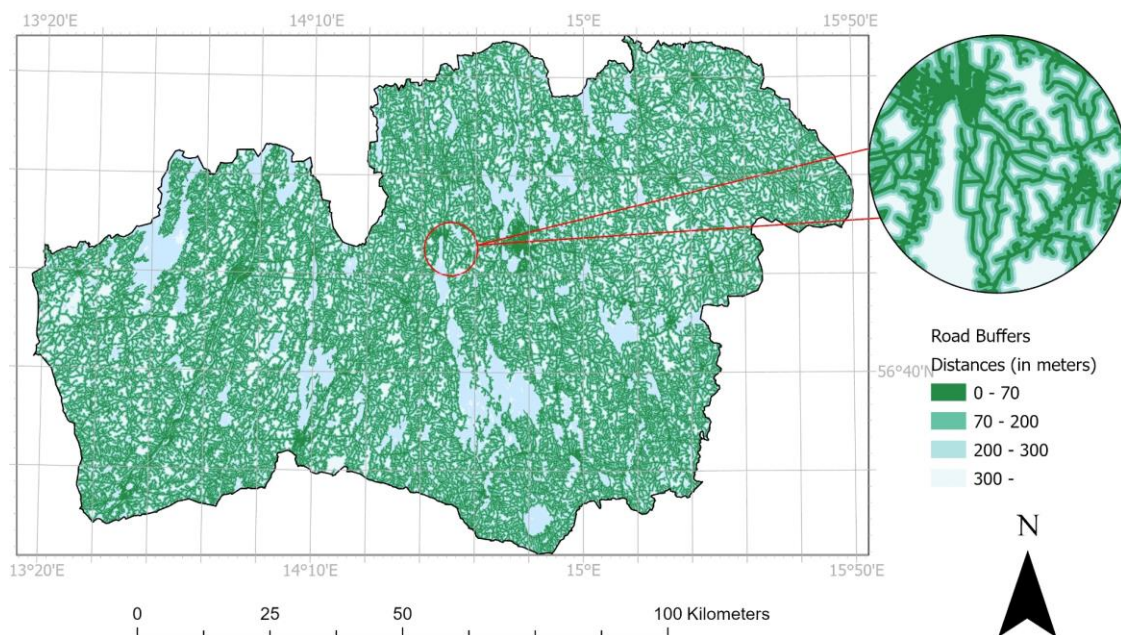 13°20'E 14°10'E 15°E 15°50'E
Road Buffers
Distances (in meters)
0 - 70
70 - 200
200 - 300
300 -
56°40'N
N
13°20'E 14°10'E 15°E 15°50'E
0 25 50 100 Kilometers